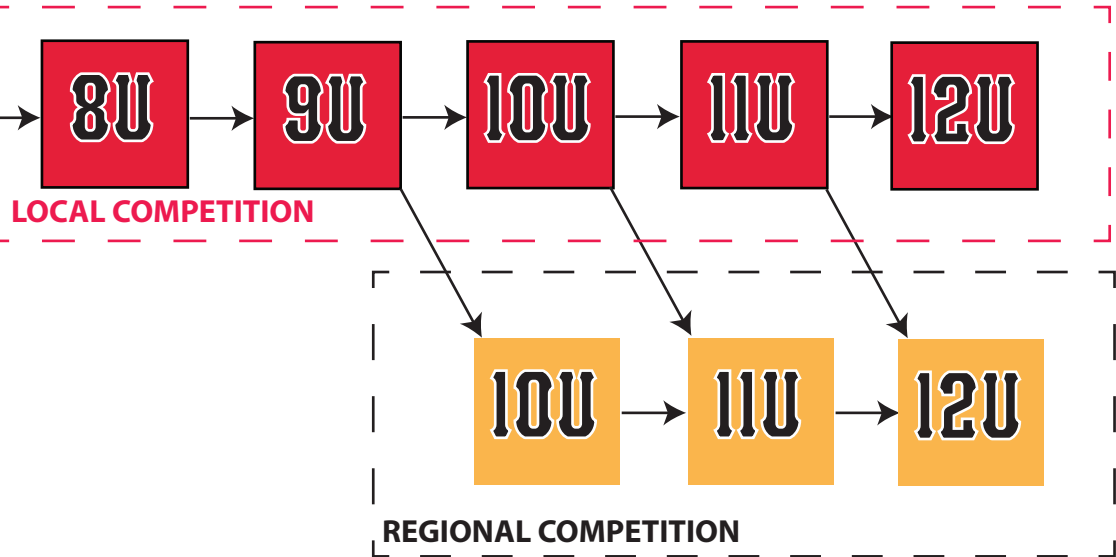 8U 9U 10U 11U 12U
LOCAL COMPETITION
10U 11U 12U
REGIONAL COMPETITION